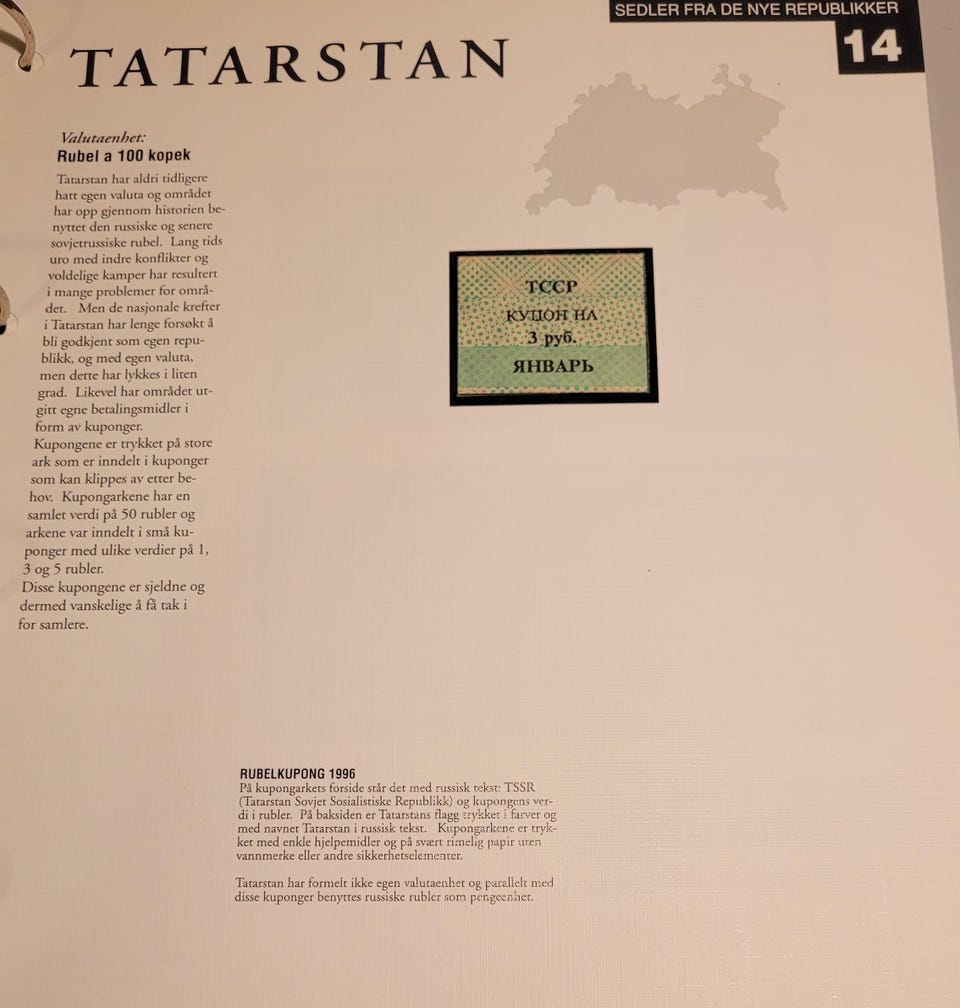 SEDLER FRA DE NYE REPUBLIKKER
14
TATARSTAN
Valutaenhet:
Rubel a 100 kopek
Tatarstan har aldri tidligere
hatt egen valuta og området
har opp gjennom historien be-
nyttet den russiske og senere
sovjetrussiske rubel. Lang tids
uro med indre konflikter og
voldelige kamper har resultert
i mange problemer for områ-
det. Men de nasjonale krefter
i Tatarstan har lenge forsøkt å
bli godkjent som egen repu-
blikk, og med egen valuta,
men dette har lykkes i liten
grad. Likevel har området ut-
gitt egne betalingsmidler i
form av kuponger.
Kupongene er trykket på store
ark som er inndelt i kuponger
som kan klippes av etter be-
hov. Kupongarkene har en
samlet verdi på 50 rubler og
arkene var inndelt i små ku-
ponger med ulike verdier på 1,
3 og 5 rubler.
Disse kupongene er sjeldne og
dermed vanskelige å få tak i
for samlere.
ТССР
КУПОН НА
3 руб.
ЯНВАРЬ
RUBELKUPONG 1996
På kupongarkets forside står det med russisk tekst: TSSR
(Tatarstan Sovjet Sosialistiske Republikk) og kupongens ver-
di i rubler. På baksiden er Tatarstans flagg trykket i farver og
med navnet Tatarstan i russisk tekst. Kupongarkene er tryk-
ket med enkle hjelpemidler og på svært rimelig papir uten
vannmerke eller andre sikkerhetselementer.
Tatarstan har formelt ikke egen valutaenhet og parallelt med
disse kuponger benyttes russiske rubler som pengeenhet.